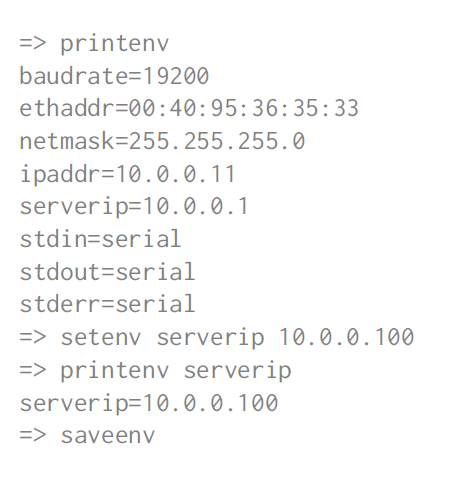 => printenv
baudrate=19200
ethaddr=00:40:95:36:35:33
netmask=255.255.255.0
ipaddr=10.0.0.11
serverip=10.0.0.1
stdin=serial
stdout=serial
stderr=serial
=> setenv serverip 10.0.0.100
=> printenv serverip
serverip=10.0.0.100
=> saveenv